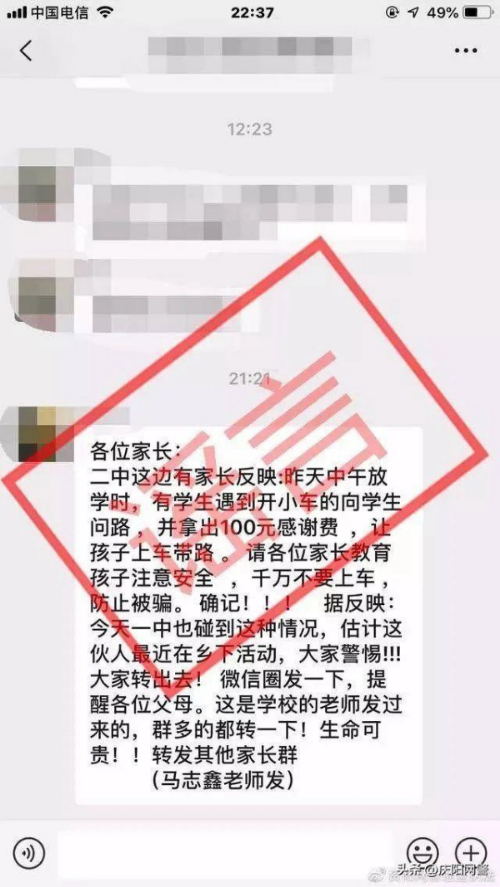 中国电信
22:37
49%
12:23
21:21
各位家长：
二中这边有家长反映:昨天中午放
学时，有学生遇到开小车的向学生
问路，并拿出100元感谢费 ，让
孩子上车带路 。请各位家长教育
孩子注意安全 ，千万不要上车 ，
防止被骗。确记！！！ 据反映：
今天一中也碰到这种情况，估计这
伙人最近在乡下活动，大家警惕!!!
大家转出去！ 微信圈发一下，提
醒各位父母。这是学校的老师发过
来的，群多的都转一下！生命可
贵！！转发其他家长群
（马志鑫老师发）
谣言
头条@庆阳网警